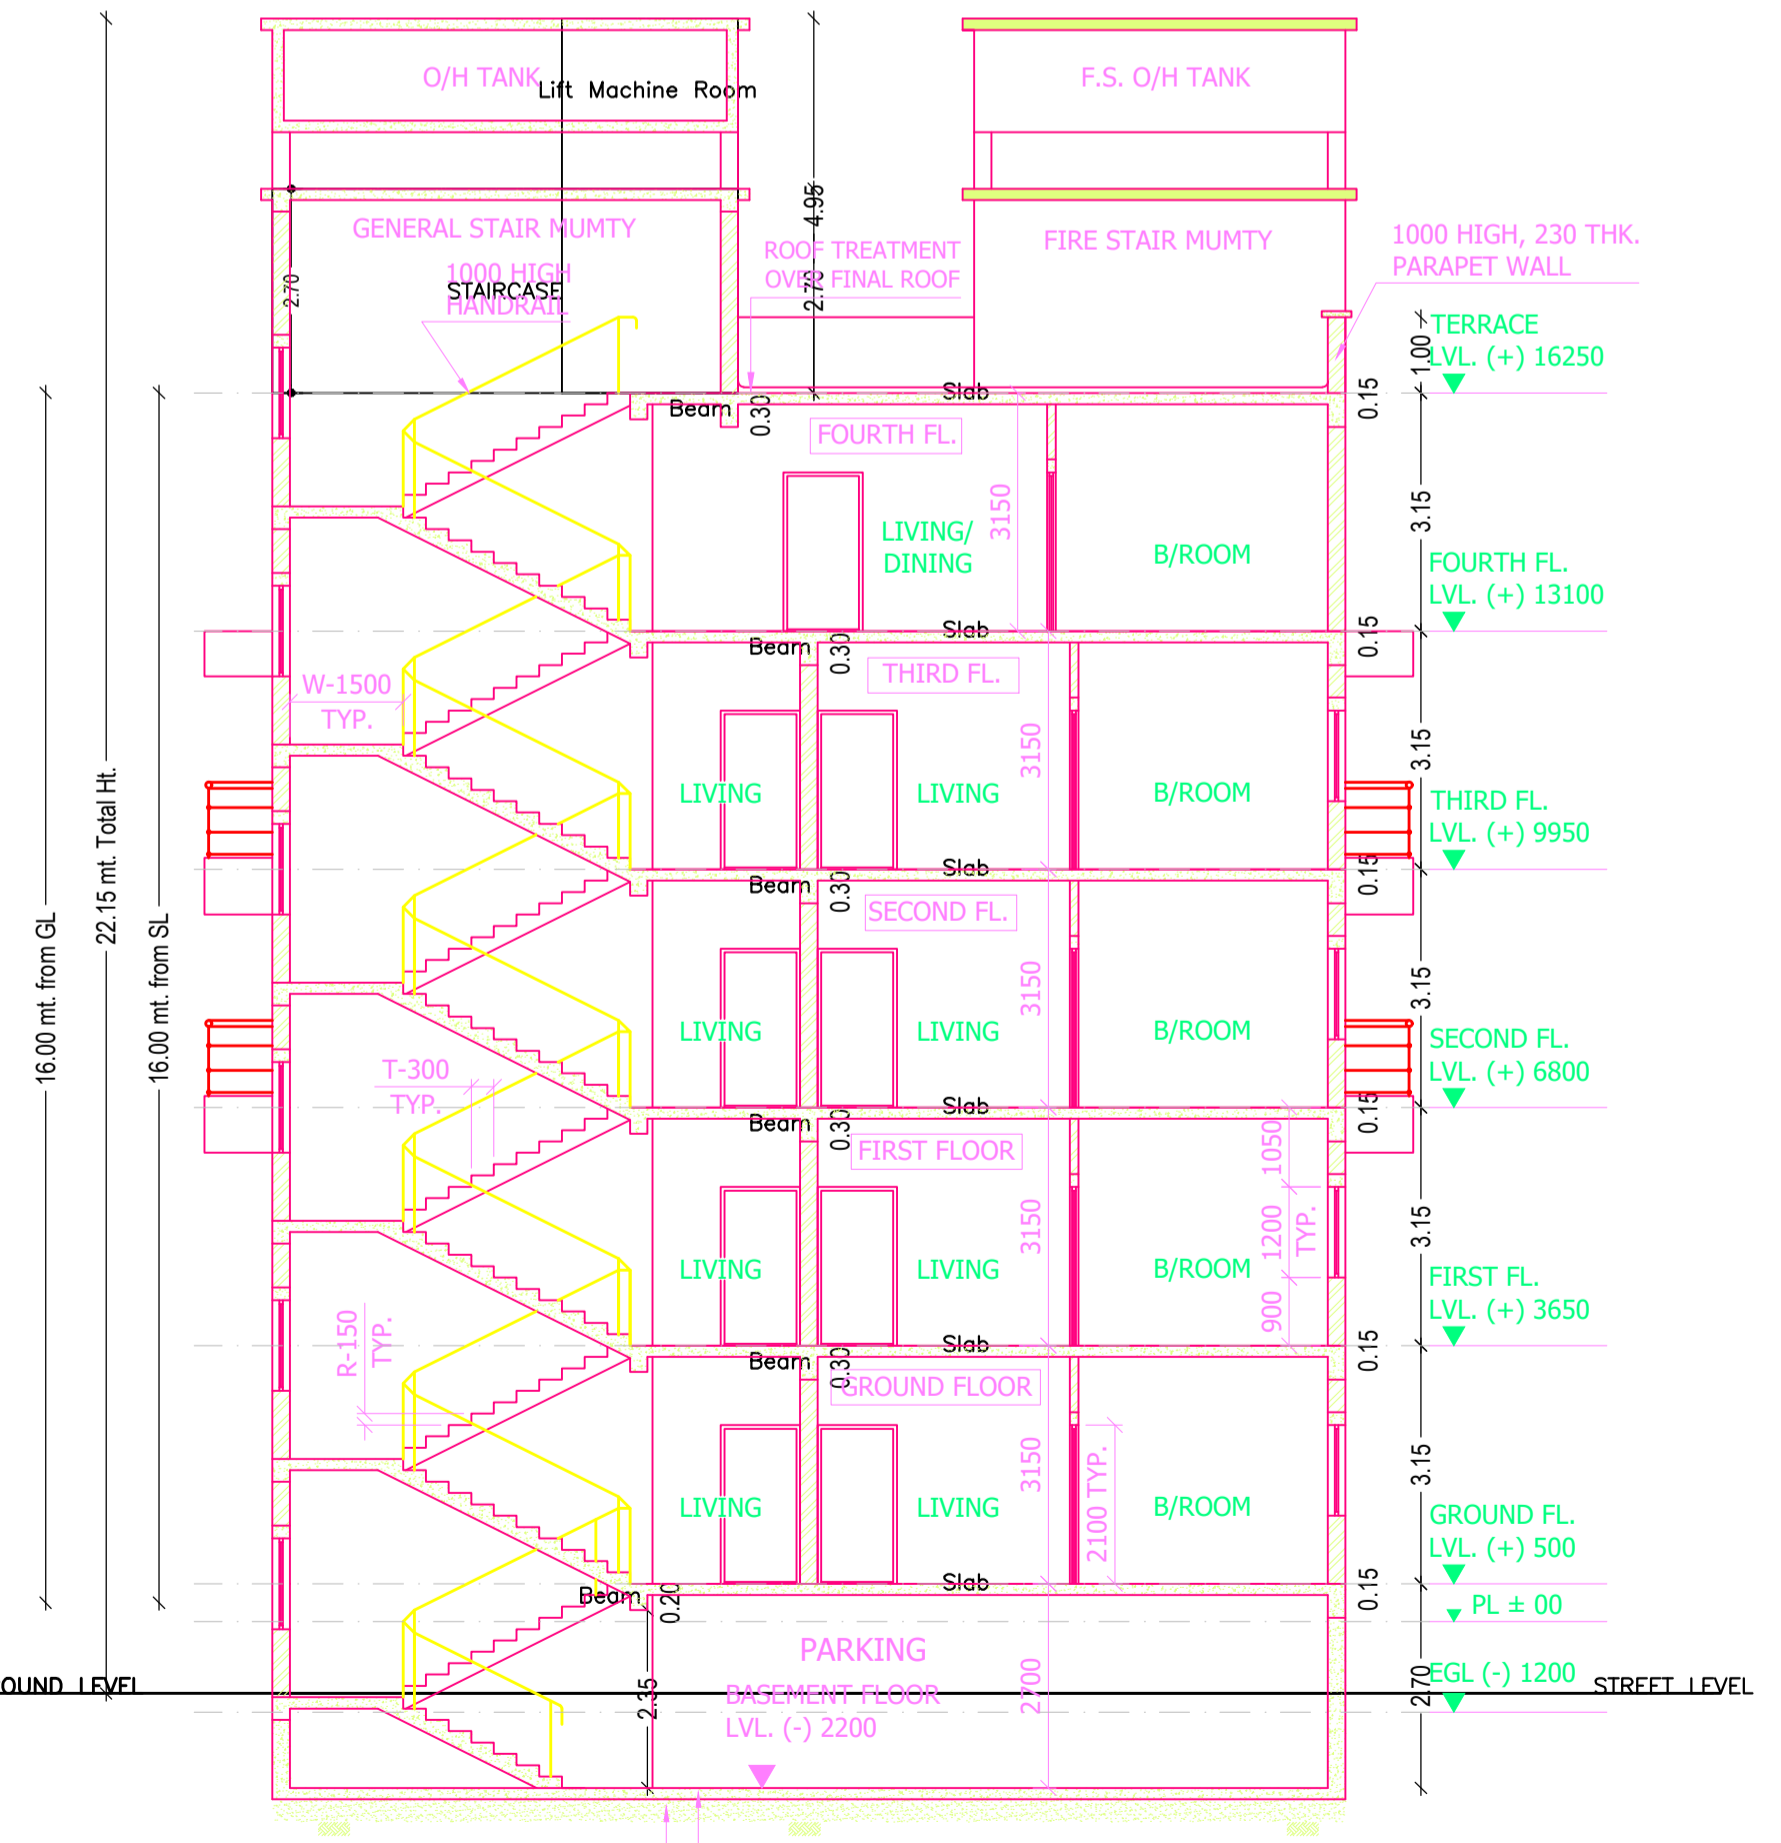 O/H TANK
Lift Machine Room
F.S. O/H TANK
4.95
GENERAL STAIR MUMTY
1000 HIGH
HANDRAIL
STAIRCASE
2.70
ROOF TREATMENT
OVER FINAL ROOF
2.70
FIRE STAIR MUMTY
1000 HIGH, 230 THK.
PARAPET WALL
1.00
TERRACE
LVL. (+) 16250
Slab
Beam
0.30
0.15
FOURTH FL.
3150
LIVING/
DINING
B/ROOM
3.15
FOURTH FL.
LVL. (+) 13100
Slab
Beam
0.30
0.15
THIRD FL.
W-1500
TYP.
3150
3.15
LIVING
LIVING
B/ROOM
THIRD FL.
LVL. (+) 9950
22.15 mt. Total Ht.
16.00 mt. from GL
16.00 mt. from SL
Slab
Beam
0.30
0.15
SECOND FL.
3150
3.15
LIVING
LIVING
B/ROOM
SECOND FL.
LVL. (+) 6800
T-300
TYP.
Slab
Beam
0.30
0.15
FIRST FLOOR
1050
3150
1200
TYP.
3.15
LIVING
LIVING
B/ROOM
FIRST FL.
LVL. (+) 3650
900
R-150
TYP.
Slab
Beam
0.30
0.15
GROUND FLOOR
3150
2100 TYP.
3.15
LIVING
LIVING
B/ROOM
GROUND FL.
LVL. (+) 500
Slab
Beam
0.20
0.15
PL ± 00
PARKING
EGL (-) 1200
OUND LEVEL
STREET LEVEL
BASEMENT FLOOR
LVL. (-) 2200
2.35
2700
2.70